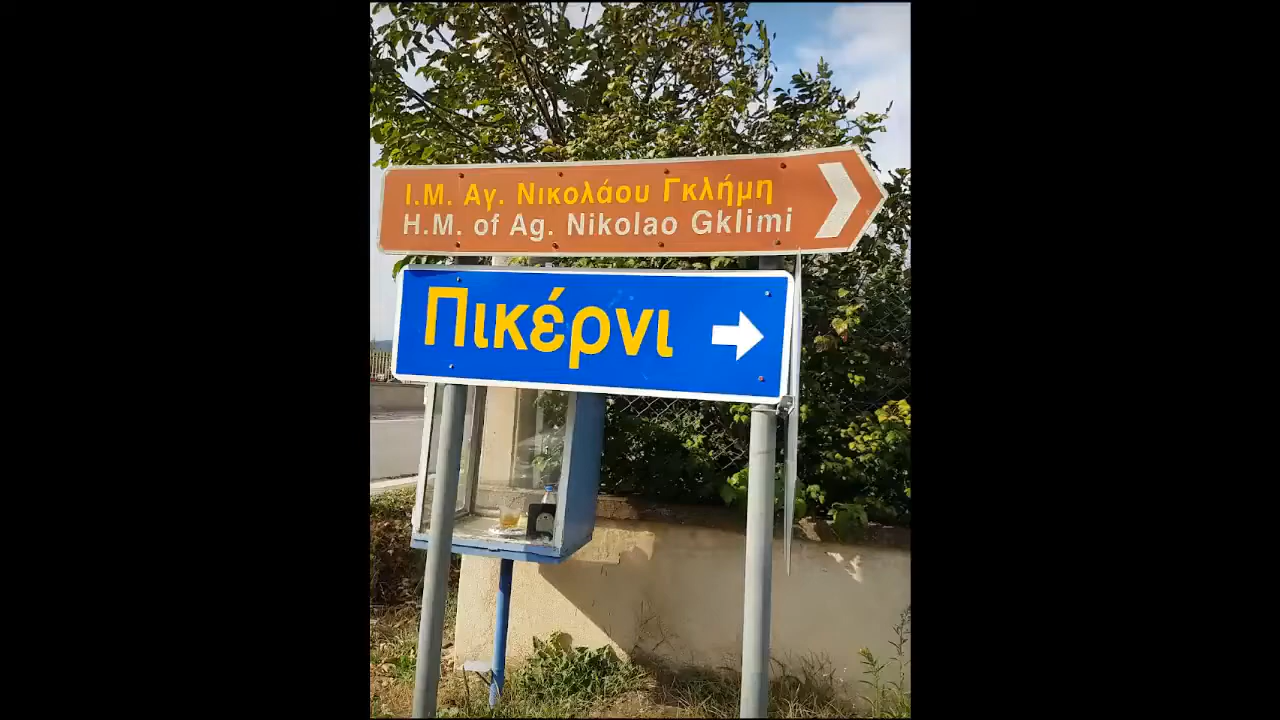 Ι.Μ. Αγ. Νικολάου Γκλήμη
H.M. of Ag. Nikolao Gklimi
Πικέρνι